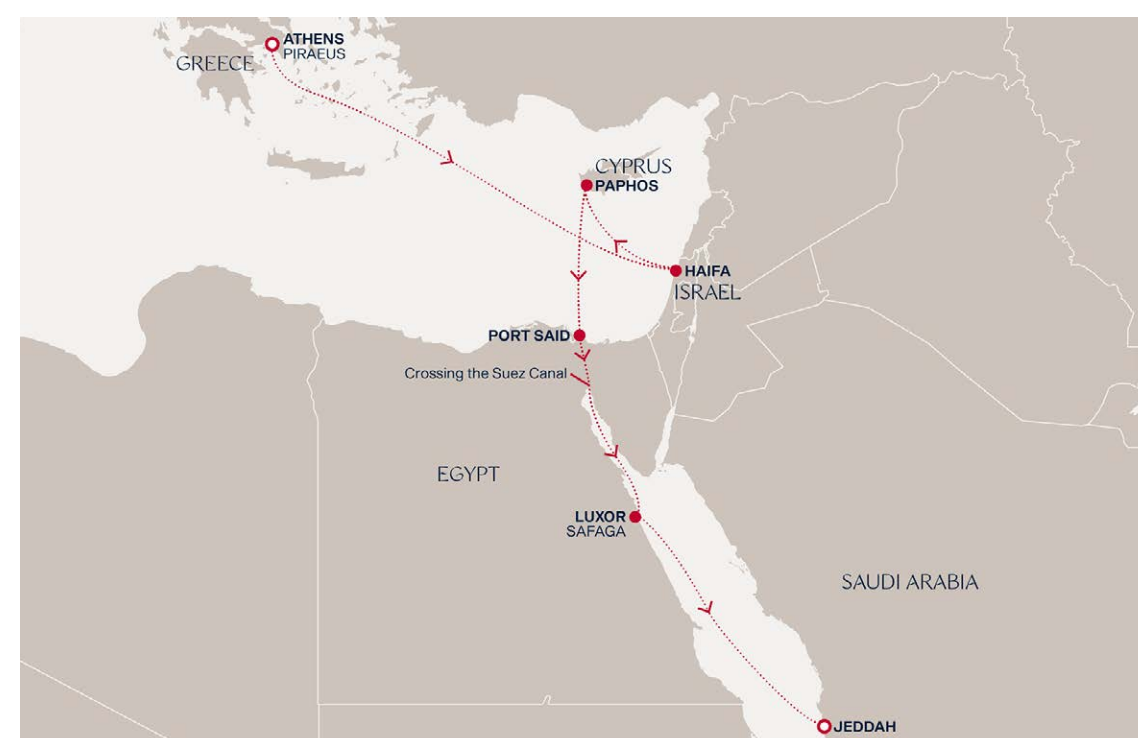 ATHENS
PIRAEUS
GREECE
CYPRUS
PAPHOS
HAIFA
ISRAEL
PORT SAID
Crossing the Suez Canal
EGYPT
LUXOR
SAFAGA
SAUDI ARABIA
JEDDAH